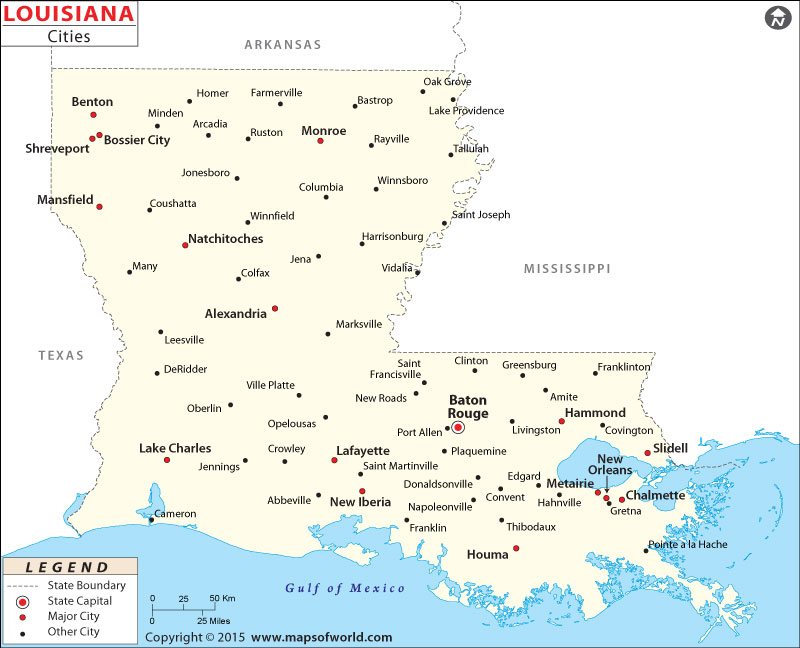 LOUISIANA
Cities
N
ARKANSAS
Oak Grove
Homer
Farmerville
Benton
Bastrop
Lake Providence
Minden
Arcadia
Ruston
Monroe
Bossier City
Rayville
Shreveport
Tallulah
Jonesboro
Winnsboro
Columbia
Mansfield
Coushatta
Winnfield
Saint Joseph
Natchitoches
Harrisonburg
Jena
Many
Colfax
Vidalia
MISSISSIPPI
Alexandria
Marksville
Leesville
TEXAS
DeRidder
Saint
Francisville
Clinton
Greensburg
Franklinton
Ville Platte
New Roads
Amite
Oberlin
Baton
Rouge
Hammond
Opelousas
Port Allen
Livingston
Covington
Lake Charles
Crowley
Lafayette
Plaquemine
Slidell
Jennings
Saint Martinville
New
Orleans
Donaldsonville
Edgard
Metairie
Abbeville
New Iberia
Convent
Hahnville
Chalmette
Napoleonville
Gretna
Cameron
Franklin
Thibodaux
Houma
Pointe a la Hache
Gulf of Mexico
LEGEND
State Boundary
State Capital
Major City
Other City
0 25 50 Km
0 25 Miles
Copyright © 2015 www.mapsofworld.com